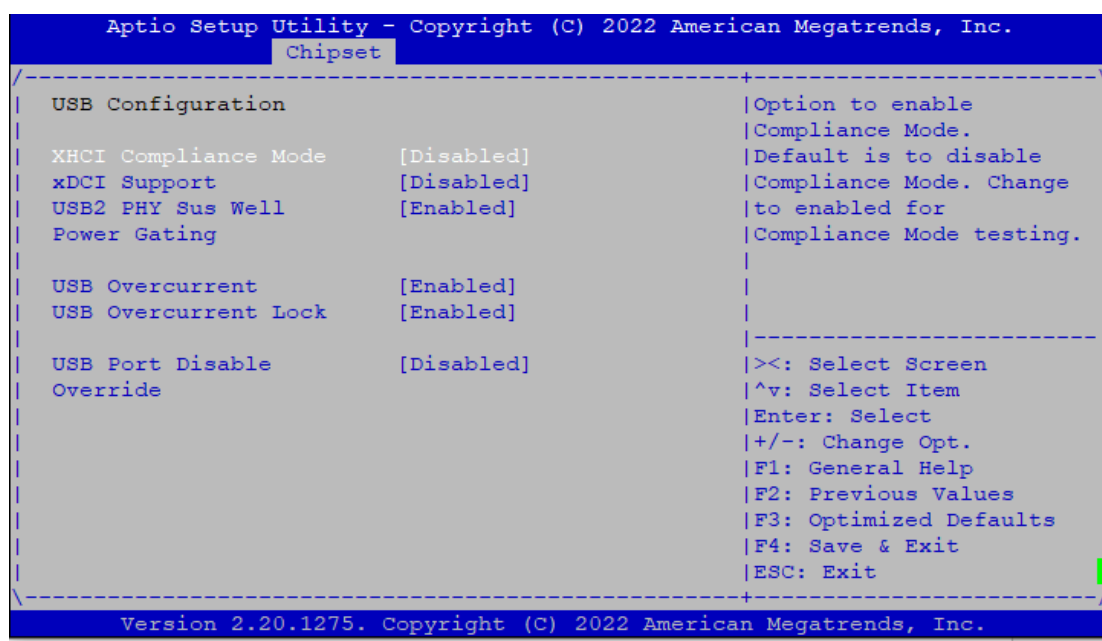 Aptio Setup Utility – Copyright (C) 2022 American Megatrends, Inc.
Chipset
/----------------------------------------------------+-------------------------\
| USB Configuration |Option to enable
| |Compliance Mode.
| XHCI Compliance Mode [Disabled] |Default is to disable
| xDCI Support [Disabled] |Compliance Mode. Change
| USB2 PHY Sus Well [Enabled] |to enabled for
| Power Gating |Compliance Mode testing.
| |
| USB Overcurrent [Enabled] |
| USB Overcurrent Lock [Enabled] |
| |-------------------------
| USB Port Disable [Disabled] |><: Select Screen
| Override |^v: Select Item
| |Enter: Select
| |+/-: Change Opt.
| |F1: General Help
| |F2: Previous Values
| |F3: Optimized Defaults
| |F4: Save & Exit
| |ESC: Exit
\----------------------------------------------------+-------------------------/
Version 2.20.1275. Copyright (C) 2022 American Megatrends, Inc.